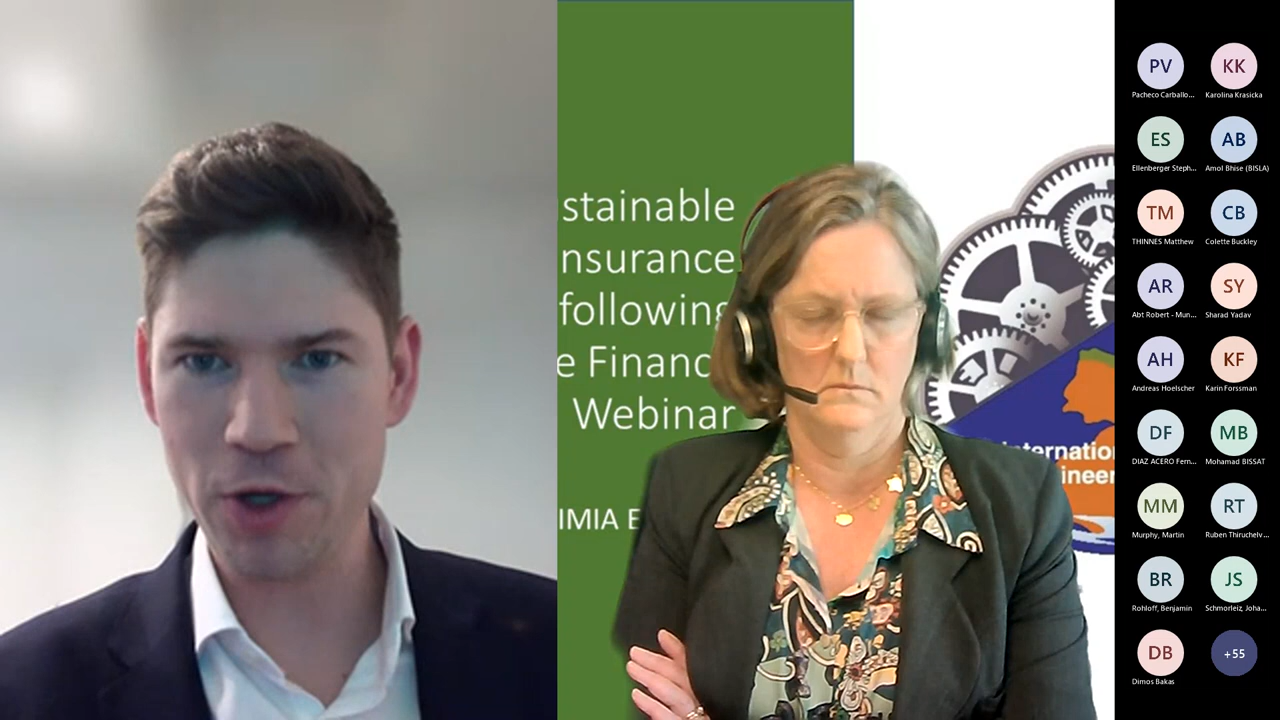 stainable
nsurance
following
e Financ
Webinar
IMIA E
internatio
ineer
PV
Pacheco Carballo...
KK
Karolina Krasicka
ES
Ellenberger Steph...
AB
Amol Bhise (BISLA)
TM
THINNES Matthew
CB
Colette Buckley
AR
Abt Robert - Mun...
SY
Sharad Yadav
AH
Andreas Hoelscher
KF
Karin Forssman
DF
DIAZ ACERO Fern...
MB
Mohamad BISSAT
MM
Murphy, Martin
RT
Ruben Thiruchelv...
BR
Rohloff, Benjamin
JS
Schmorleiz, Joha...
DB
Dimos Bakas
+55